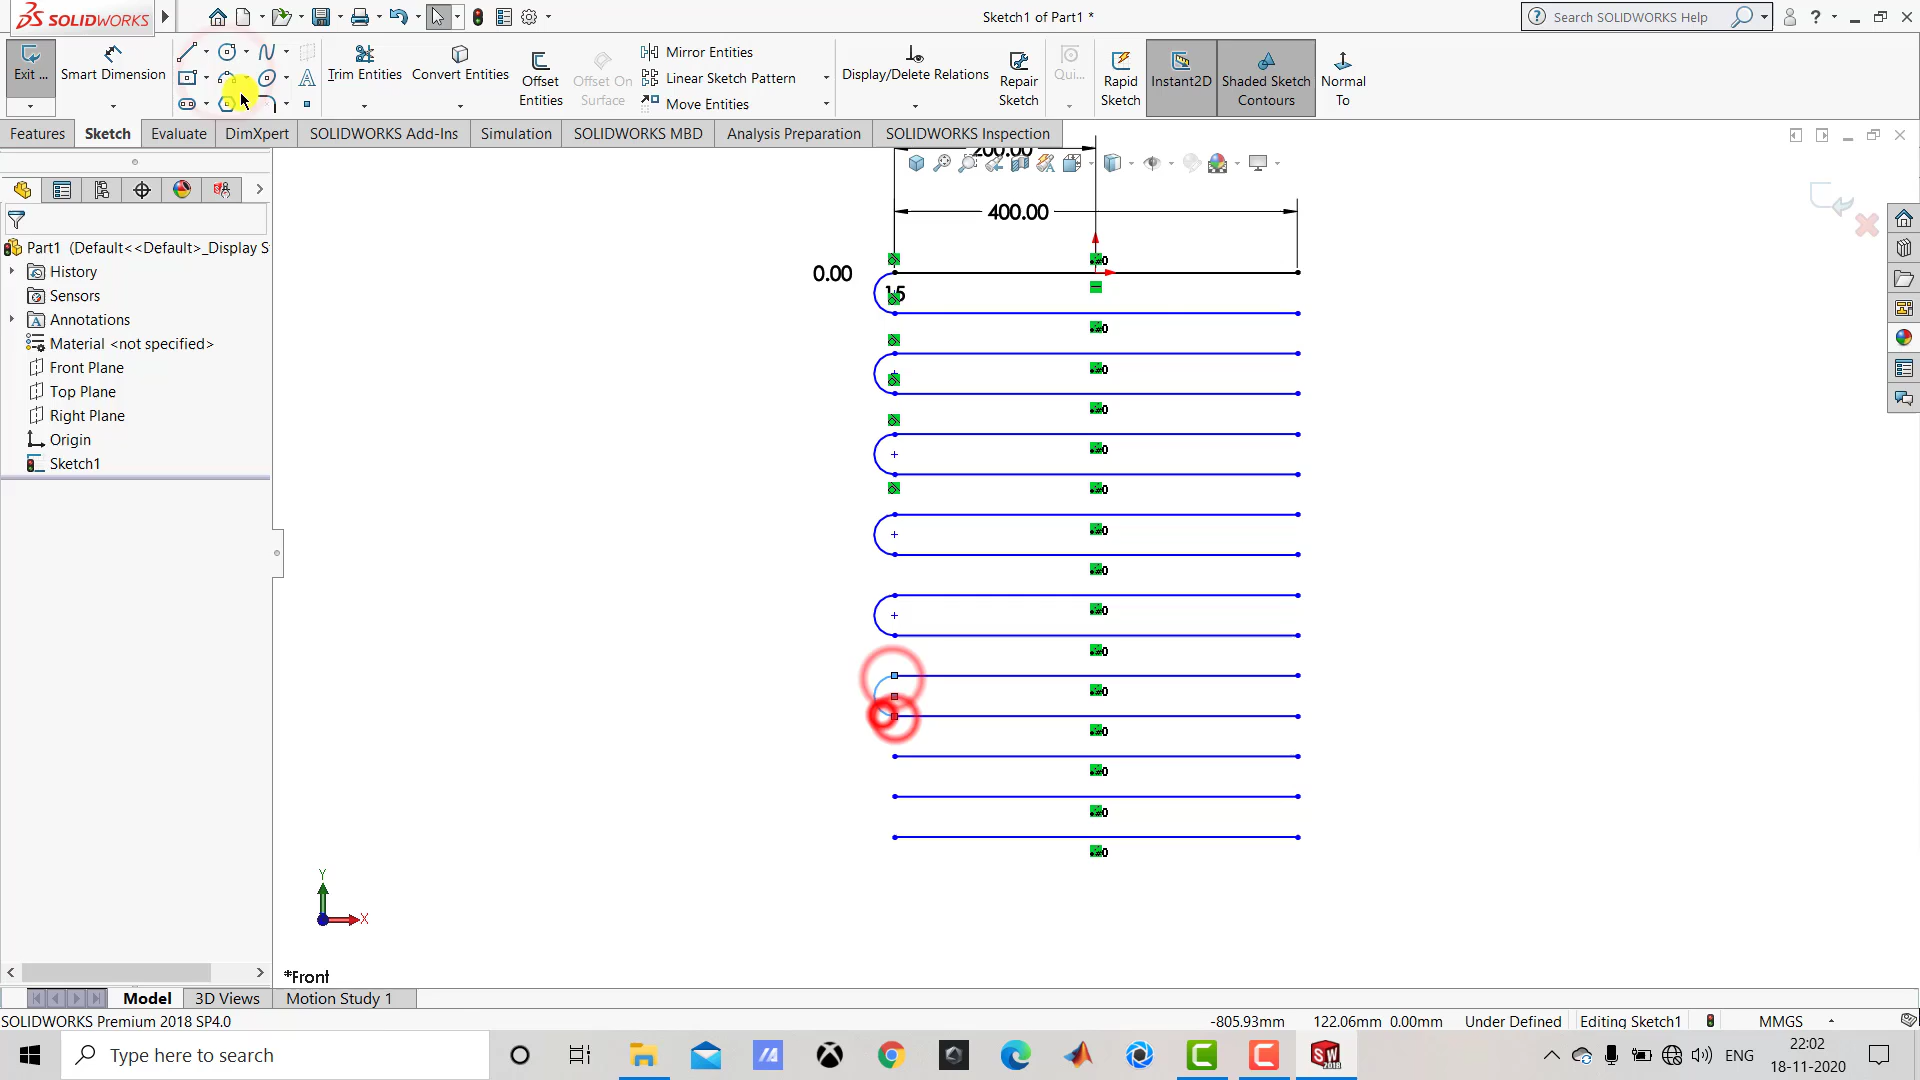 SOLIDWORKS
Sketch1 of Part1 *
Search SOLIDWORKS Help
Exit ...
Smart Dimension
Trim Entities
Convert Entities
Offset Entities
Offset On Surface
Mirror Entities
Linear Sketch Pattern
Move Entities
Display/Delete Relations
Repair Sketch
Qui...
Rapid Sketch
Instant2D
Shaded Sketch Contours
Normal To
Features
Sketch
Evaluate
DimXpert
SOLIDWORKS Add-Ins
Simulation
SOLIDWORKS MBD
Analysis Preparation
SOLIDWORKS Inspection
Part1 (Default<<Default>_Display S
History
Sensors
Annotations
Material <not specified>
Front Plane
Top Plane
Right Plane
Origin
Sketch1
200.00
400.00
0.00
15
Y
X
*Front
Model
3D Views
Motion Study 1
SOLIDWORKS Premium 2018 SP4.0
-805.93mm
122.06mm 0.00mm
Under Defined
Editing Sketch1
MMGS
Type here to search
ENG
22:02
18-11-2020